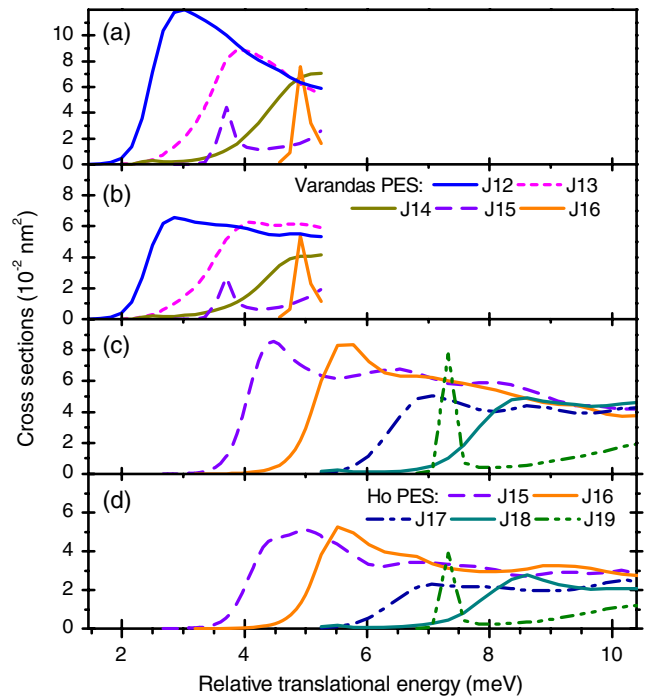 (a)
12
10
8
6
4
2
0
(b)
Varandas PES: J12 J13
J14 J15 J16
8
6
4
2
0
(c)
8
6
4
2
0
(d)
Ho PES: J15 J16
J17 J18 J19
6
4
2
0
2 4 6 8 10
Cross sections (10⁻² nm²)
Relative translational energy (meV)